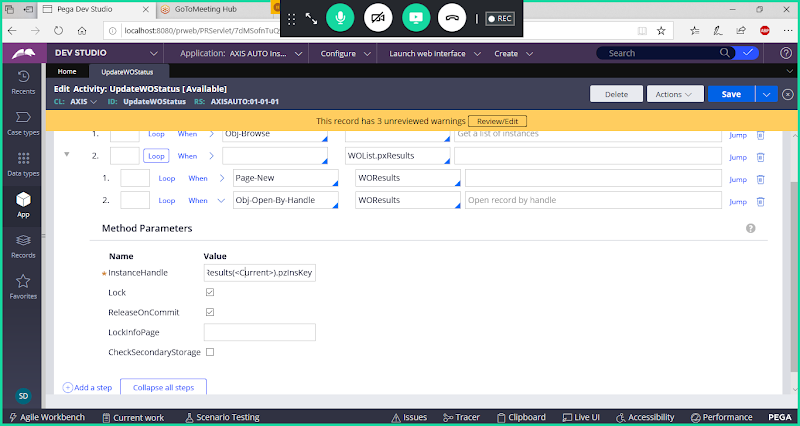 Pega Dev Studio
GoToMeeting Hub
REC
localhost:8080/prweb/PRServlet/7dMSofnTuQ
ABP
DEV STUDIO
Application: AXIS AUTO Ins...
Configure
Launch web interface
Create
Search
Recents
Case types
Data types
App
Records
Favorites
SD
Home
UpdateWOStatus
Edit Activity: UpdateWOStatus [Available]
CL: AXIS ID: UpdateWOStatus RS: AXISAUTO:01-01-01
Delete
Actions
Save
This record has 3 unreviewed warnings Review/Edit
1. Loop When Obj-Browse Get a list of instances Jump
2. Loop When WOList.pxResults Jump
1. Loop When Page-New WOResults Jump
2. Loop When Obj-Open-By-Handle WOResults Open record by handle Jump
Method Parameters
?
Name Value
★ InstanceHandle Results(<Current>).pzInsKey
Lock
ReleaseOnCommit
LockInfoPage
CheckSecondaryStorage
Add a step Collapse all steps
Agile Workbench Current work Scenario Testing Issues Tracer Clipboard Live UI Accessibility Performance PEGA